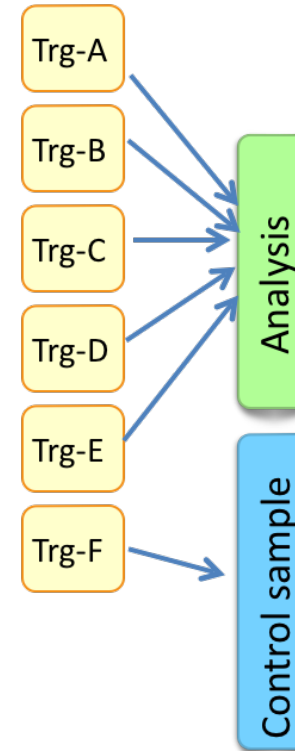 Trg-A
Trg-B
Trg-C
Trg-D
Trg-E
Trg-F
Analysis
Control sample